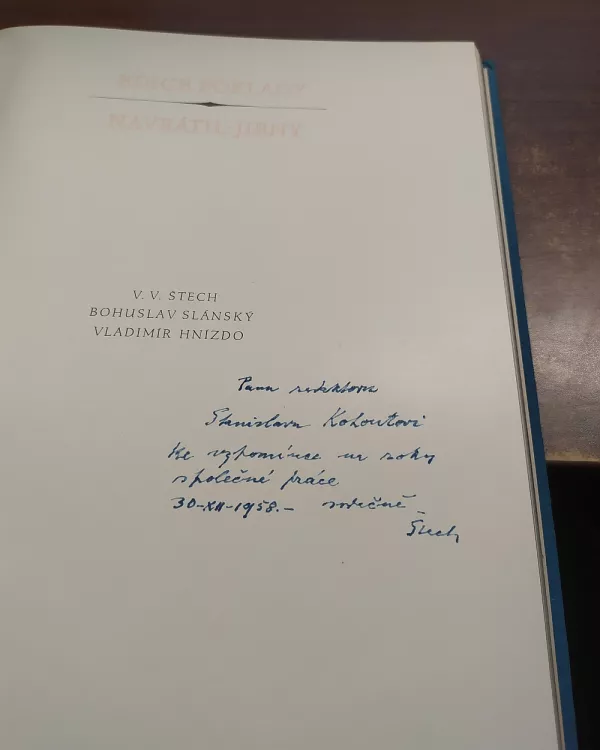 V. V. ŠTECH
BOHUSLAV SLÁNSKÝ
VLADIMÍR HNÍZDO
Panu redaktoru
Stanislavu Kohoutovi
Ke vzpomínce na roky
společné práce
30-XII-1958.- srdečně
Štech